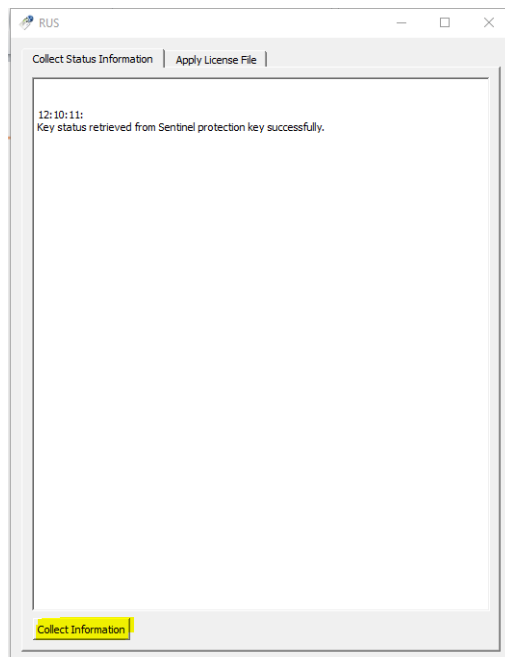 RUS
Collect Status Information
Apply License File
12:10:11:
Key status retrieved from Sentinel protection key successfully.
Collect Information